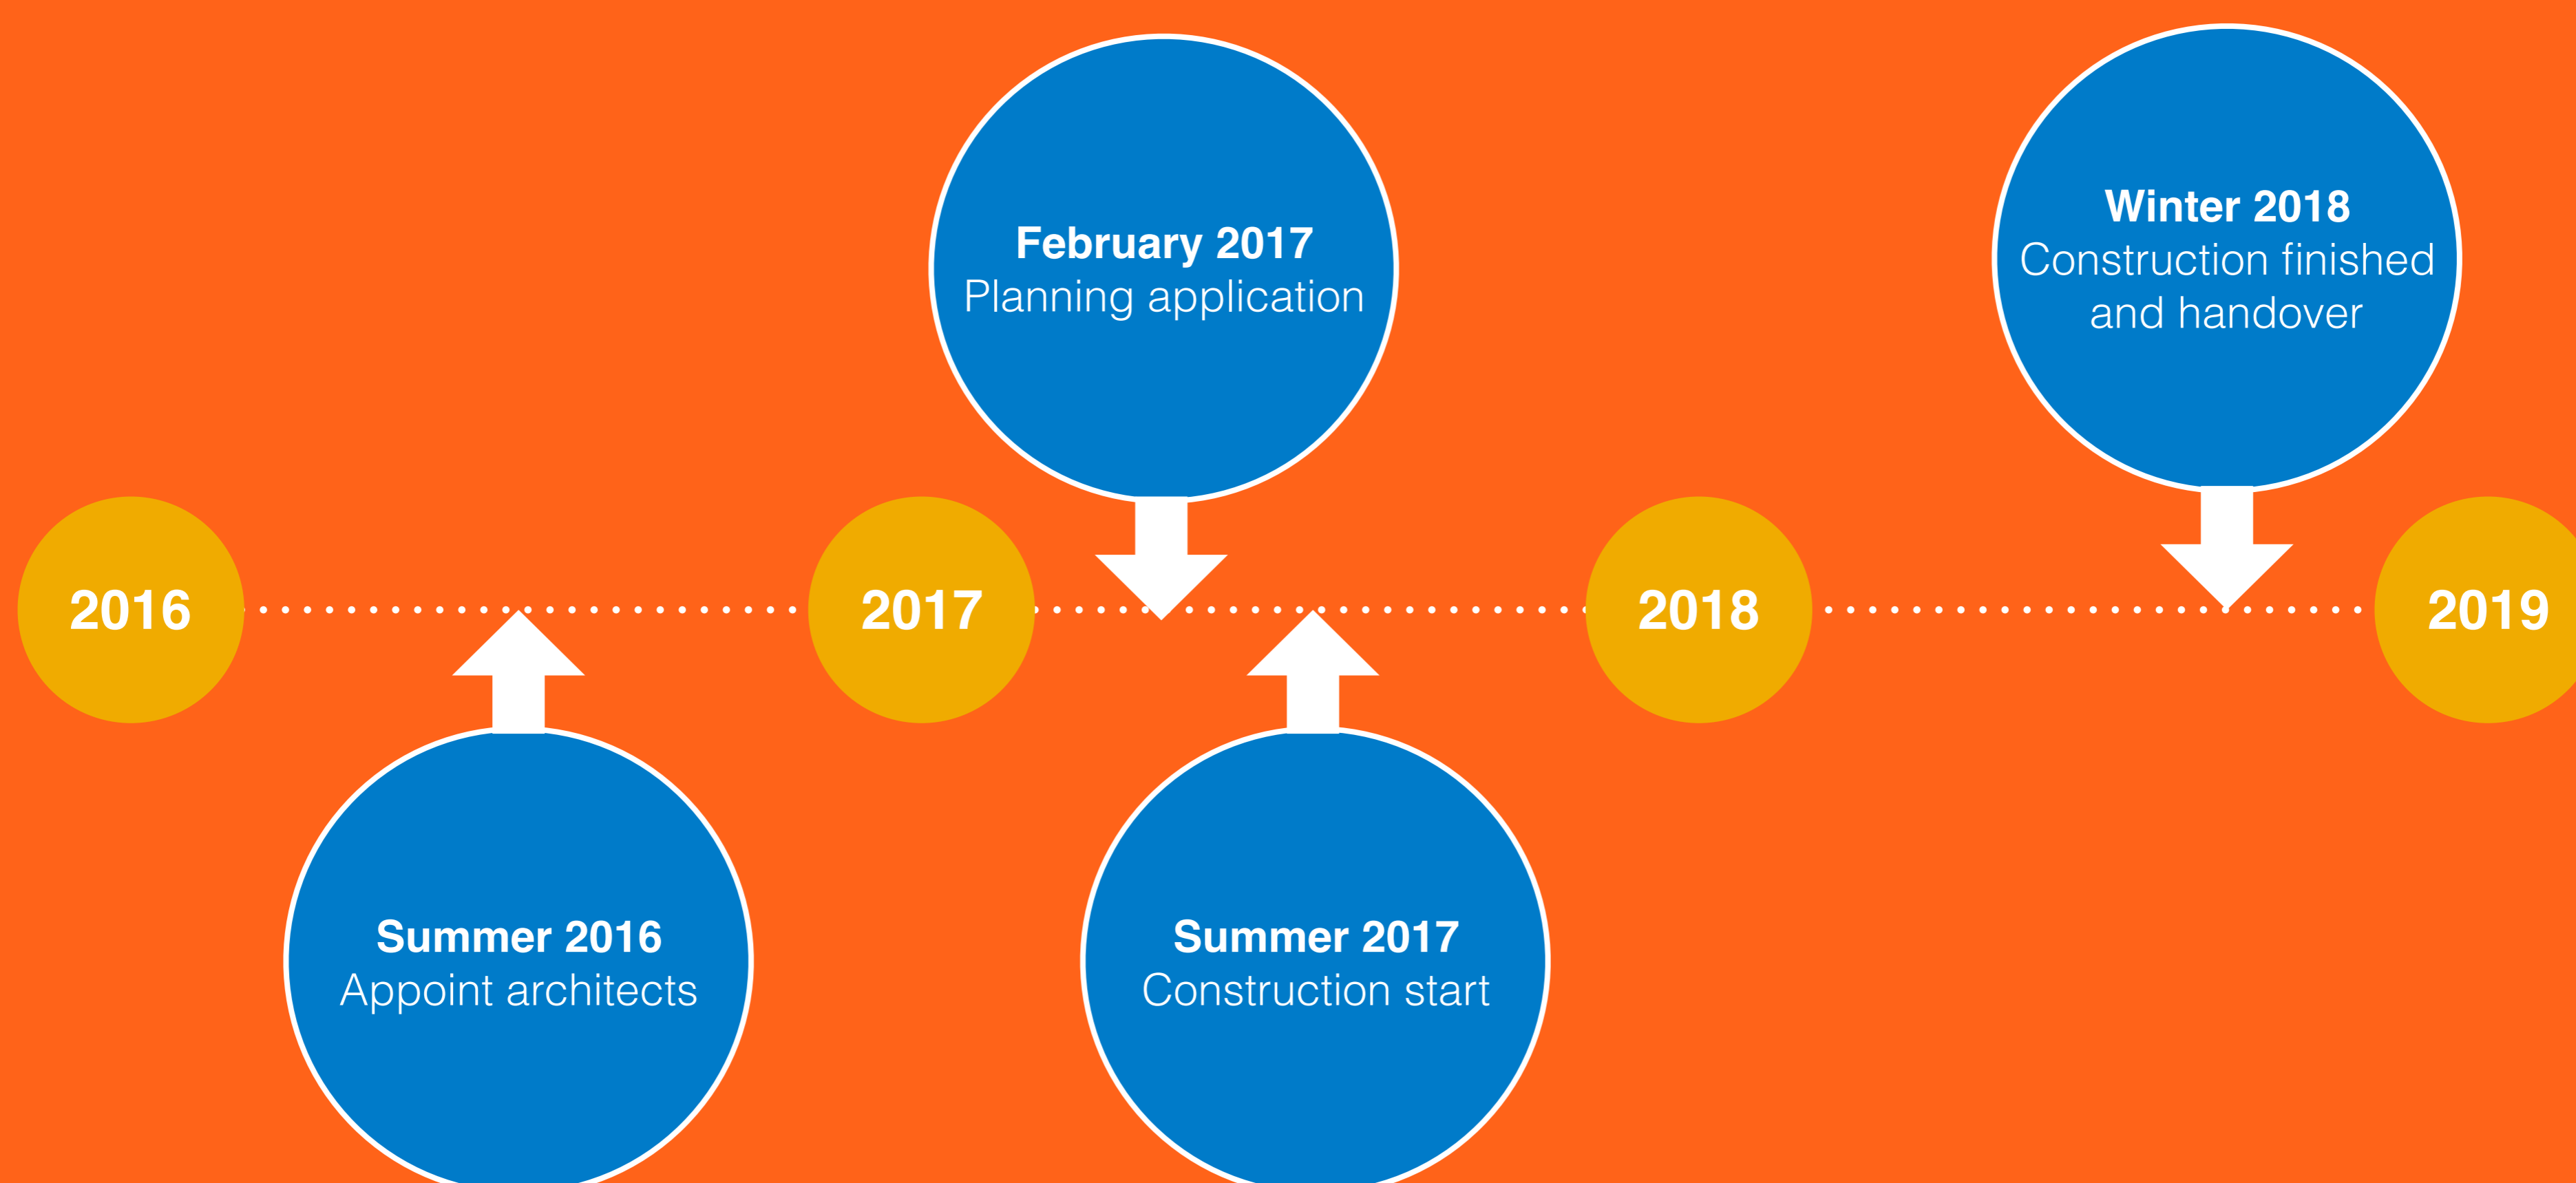 February 2017
Planning application
Winter 2018
Construction finished
and handover
2016
2017
2018
2019
Summer 2016
Appoint architects
Summer 2017
Construction start